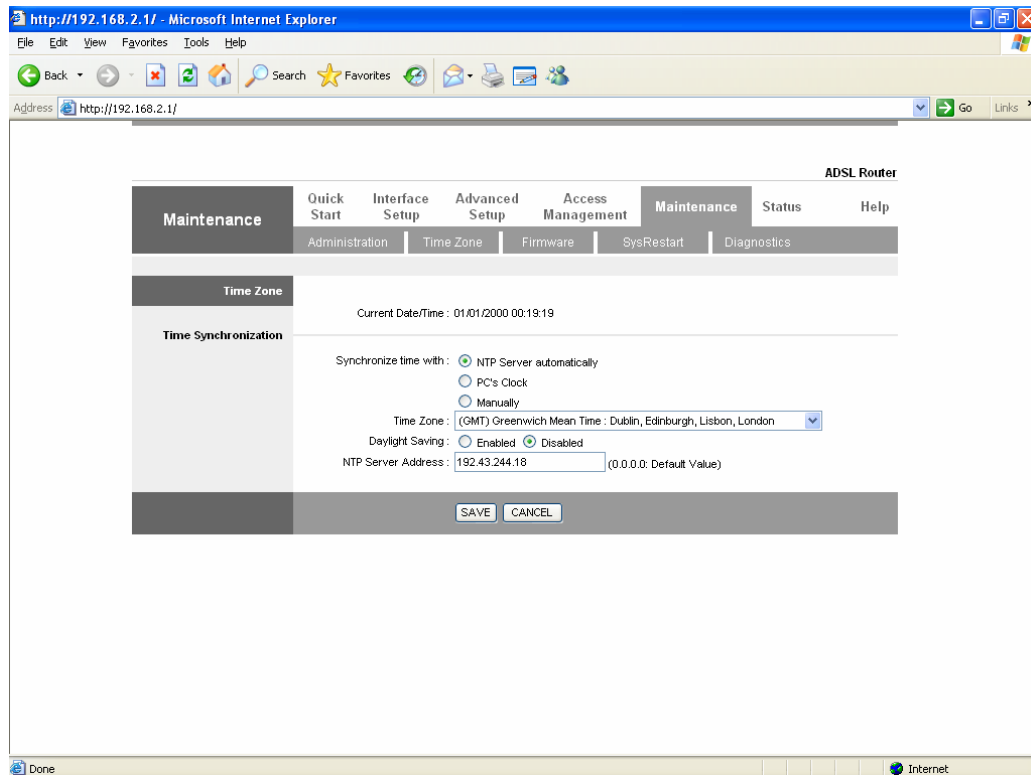 http://192.168.2.1/ - Microsoft Internet Explorer
File Edit View Favorites Tools Help
Back Search Favorites
Address http://192.168.2.1/ Go Links
ADSL Router
Maintenance
Quick Start Interface Setup Advanced Setup Access Management Maintenance Status Help
Administration Time Zone Firmware SysRestart Diagnostics
Time Zone
Current Date/Time : 01/01/2000 00:19:19
Time Synchronization
Synchronize time with : NTP Server automatically
PC's Clock
Manually
Time Zone : (GMT) Greenwich Mean Time : Dublin, Edinburgh, Lisbon, London
Daylight Saving : Enabled Disabled
NTP Server Address : 192.43.244.18 (0.0.0.0: Default Value)
SAVE CANCEL
Done Internet